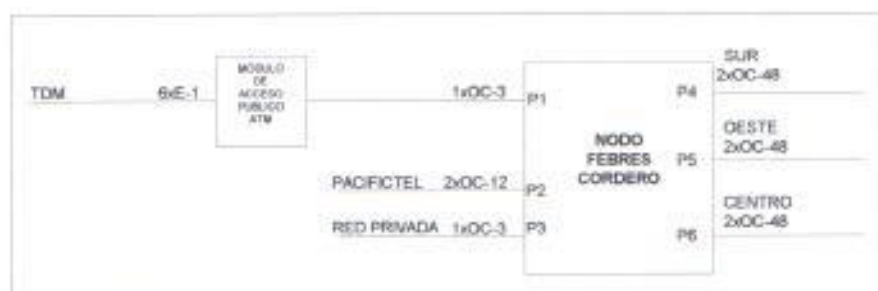 TDM
6xE-1
MODULO
DE
ACCESO
PUBLICO
ATM
1xOC-3
P1
PACIFICTEL 2xOC-12
P2
RED PRIVADA 1xOC-3
P3
NODO
FEBRES
CORDERO
SUR
2xOC-48
P4
OESTE
2xOC-48
P5
CENTRO
2xOC-48
P6